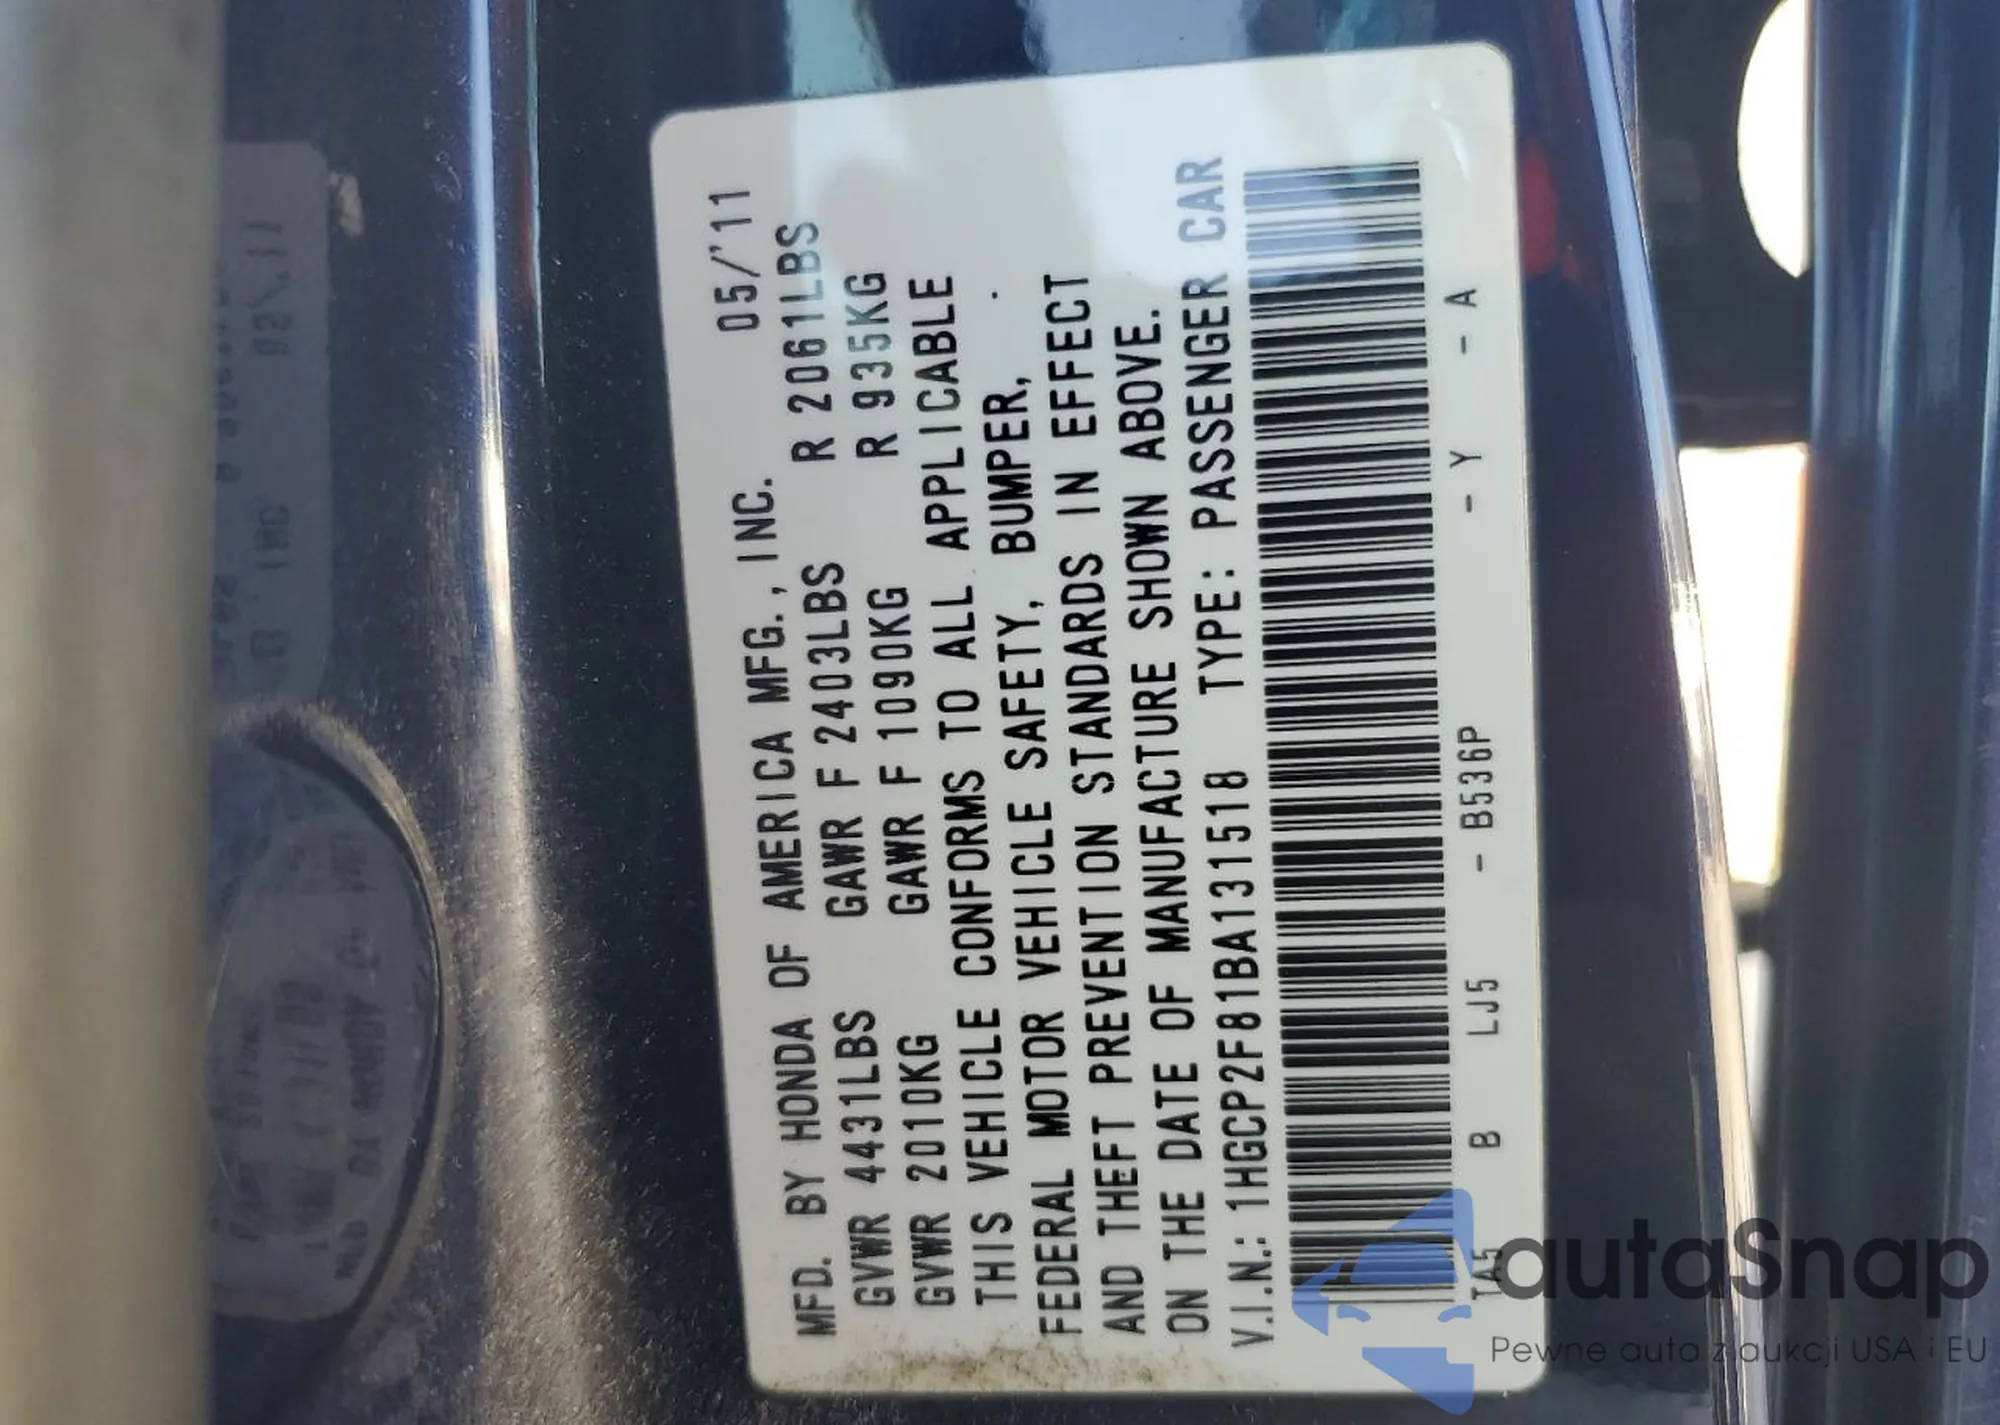 MFD. BY HONDA OF AMERICA MFG., INC. 05/'11
GVWR 4431LBS GAWR F 2403LBS R 2061LBS
GVWR 2010KG GAWR F 1090KG R 935KG
THIS VEHICLE CONFORMS TO ALL APPLICABLE
FEDERAL MOTOR VEHICLE SAFETY, BUMPER,
AND THEFT PREVENTION STANDARDS IN EFFECT
ON THE DATE OF MANUFACTURE SHOWN ABOVE.
V.I.N.: 1HGCP2F81BA131518 TYPE: PASSENGER CAR
TA5 B LJ5 - B536P - Y - A
autoSnap
Pewne auta z aukcji USA i EU